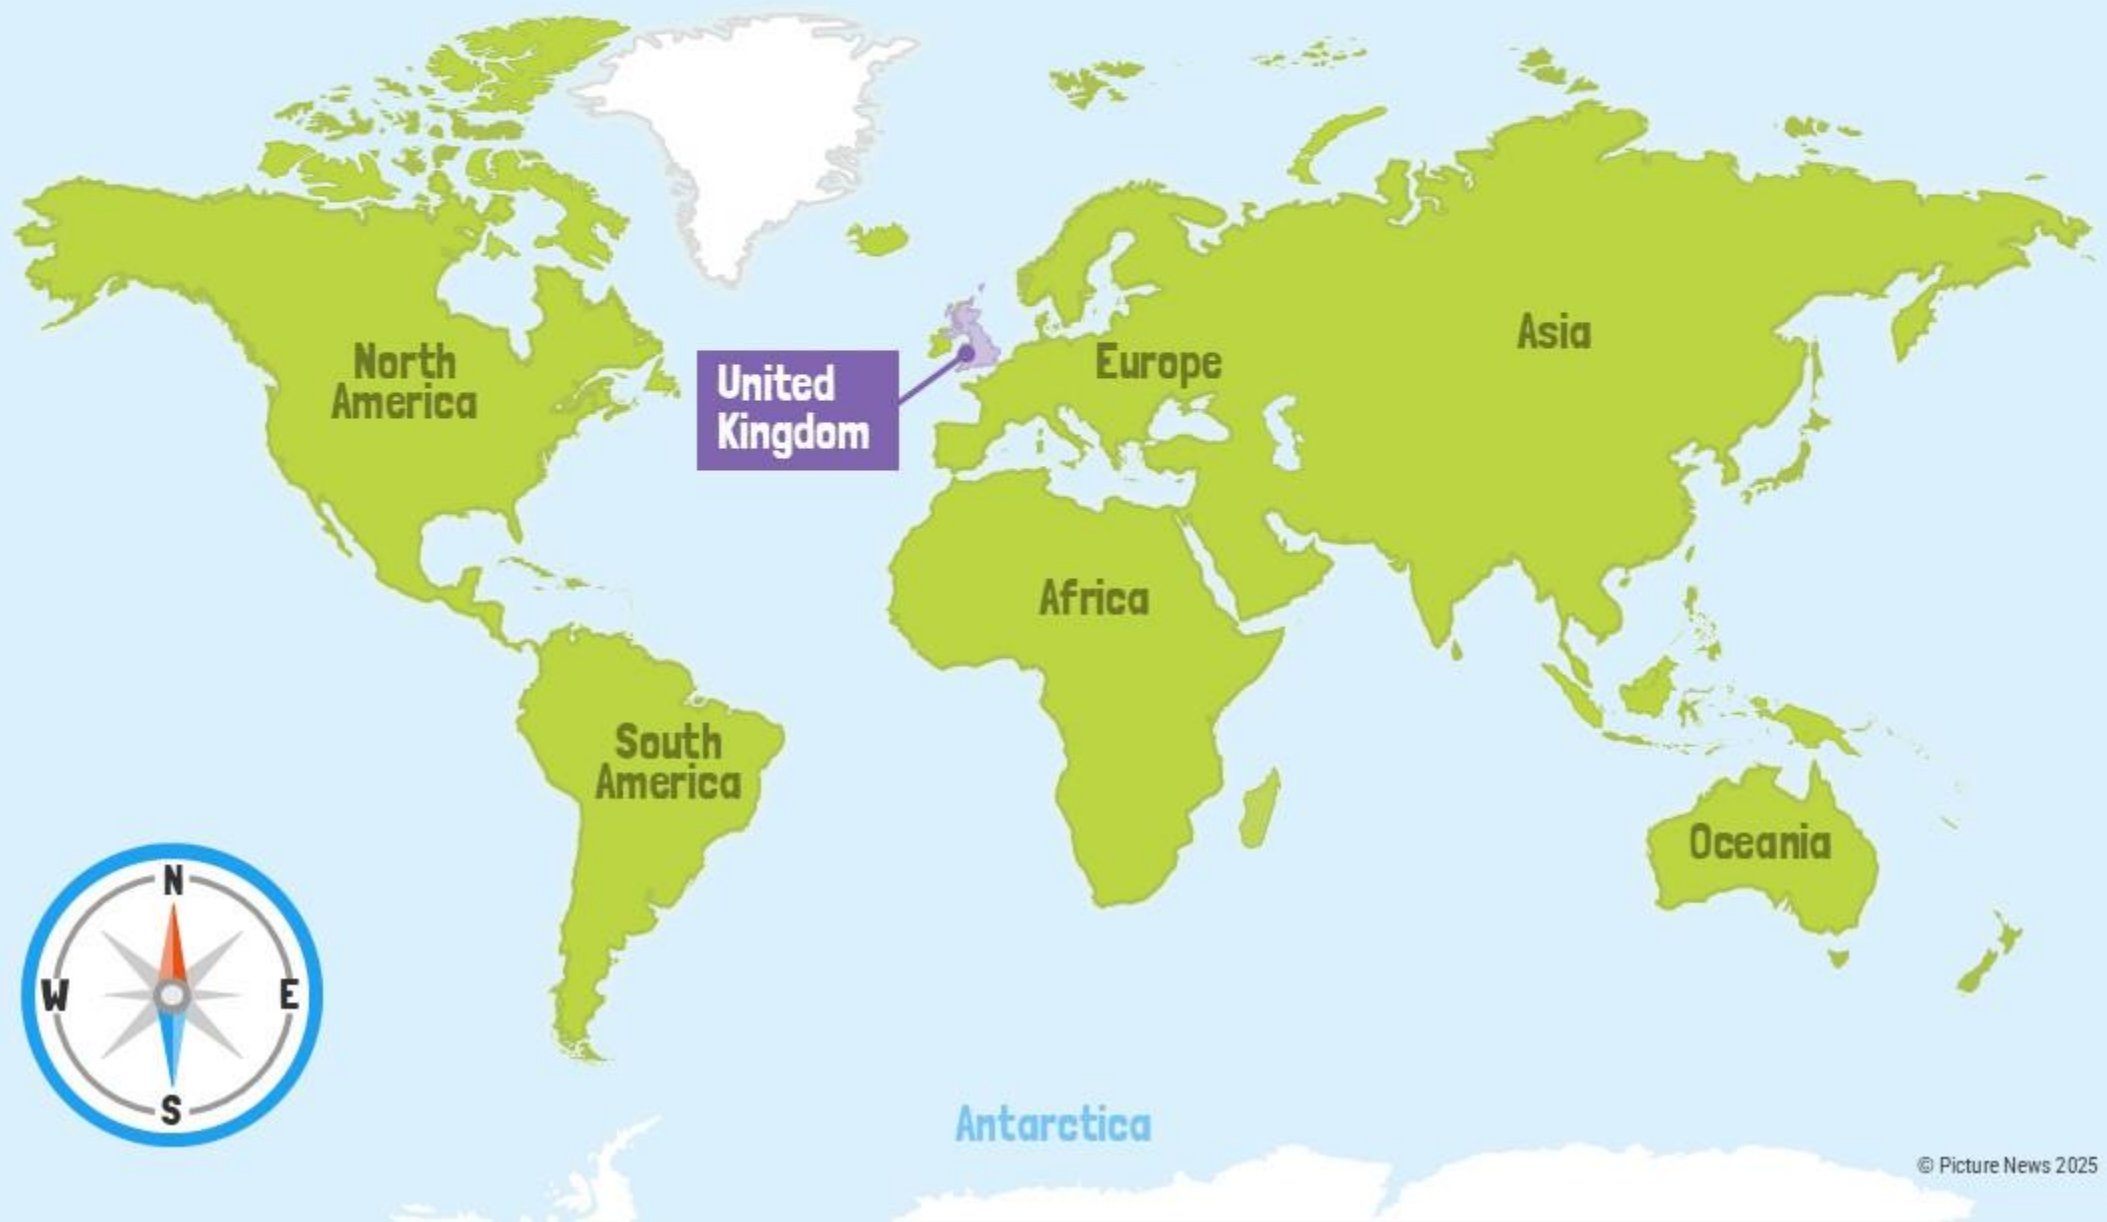 North
America
United
Kingdom
Europe
Asia
Africa
South
America
Oceania
N
W
E
S
Antarctica
© Picture News 2025